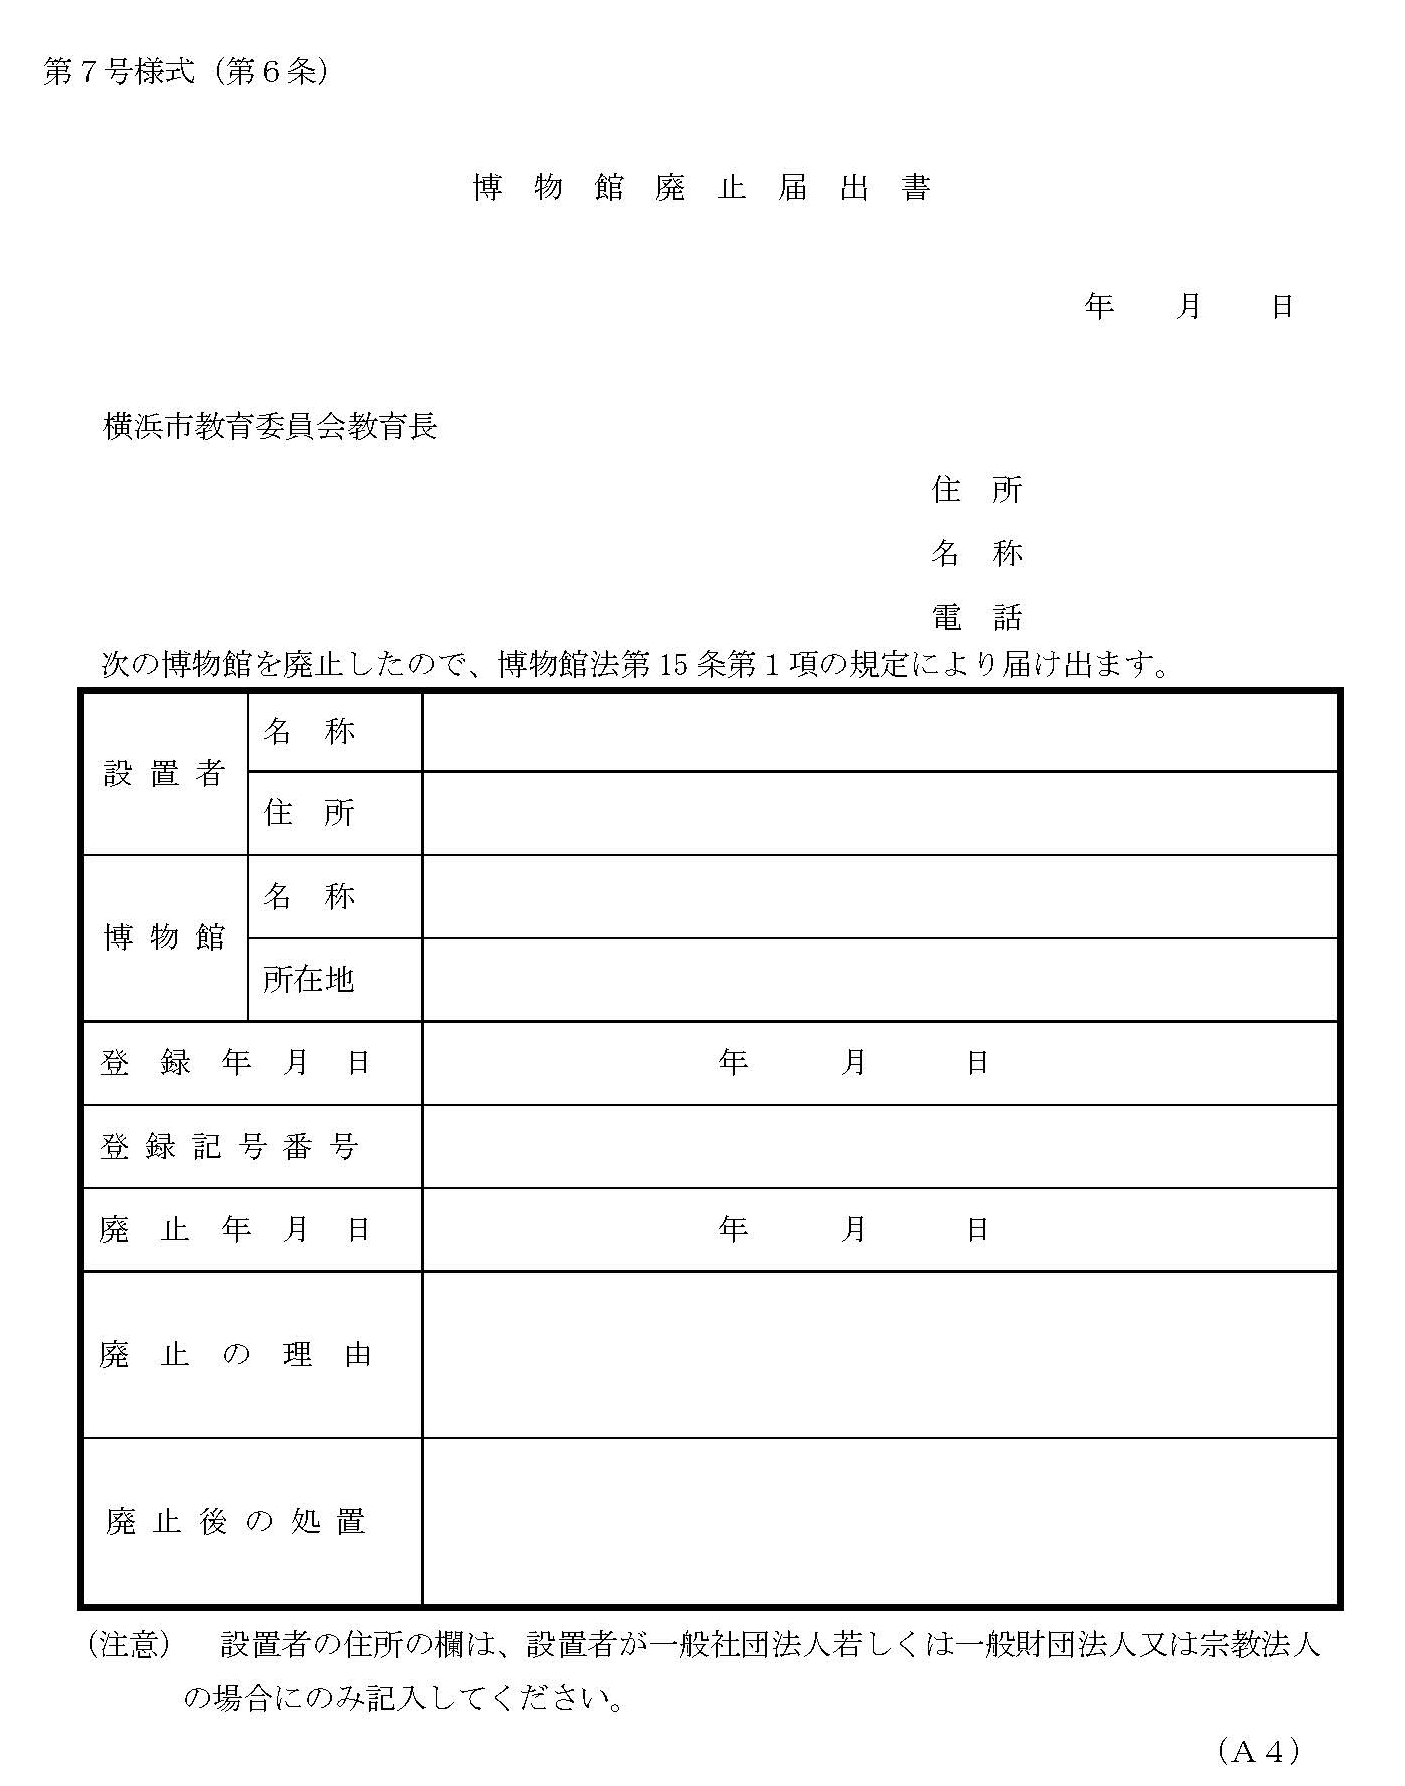 第７号様式（第６条）
博　物　館　廃　止　届　出　書
年　　月　　日
横浜市教育委員会教育長
住　所
名　称
電　話
次の博物館を廃止したので、博物館法第 15 条第１項の規定により届け出ます。
設 置 者
名　称
住　所
博 物 館
名　称
所在地
登　録　年　月　日　　　年　　　月　　　日
登 録 記 号 番 号
廃　止　年　月　日　　　年　　　月　　　日
廃　止　の　理　由
廃 止 後 の 処 置
（注意）　設置者の住所の欄は、設置者が一般社団法人若しくは一般財団法人又は宗教法人
の場合にのみ記入してください。
（Ａ４）